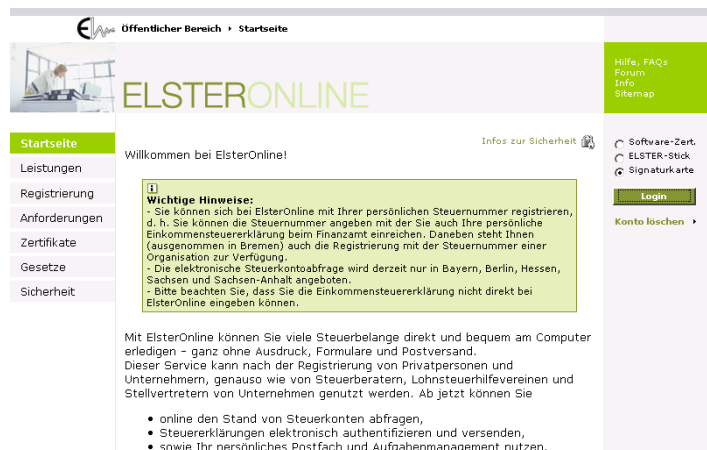 Öffentlicher Bereich › Startseite
ELSTERONLINE
Hilfe, FAQs
Forum
Info
Sitemap
Startseite
Leistungen
Registrierung
Anforderungen
Zertifikate
Gesetze
Sicherheit
Infos zur Sicherheit
Willkommen bei ElsterOnline!
Wichtige Hinweise:
- Sie können sich bei ElsterOnline mit Ihrer persönlichen Steuernummer registrieren,
d. h. Sie können die Steuernummer angeben mit der Sie auch Ihre persönliche
Einkommensteuererklärung beim Finanzamt einreichen. Daneben steht Ihnen
(ausgenommen in Bremen) auch die Registrierung mit der Steuernummer einer
Organisation zur Verfügung.
- Die elektronische Steuerkontoabfrage wird derzeit nur in Bayern, Berlin, Hessen,
Sachsen und Sachsen-Anhalt angeboten.
- Bitte beachten Sie, dass Sie die Einkommensteuererklärung nicht direkt bei
ElsterOnline eingeben können.
Mit ElsterOnline können Sie viele Steuerbelange direkt und bequem am Computer
erledigen - ganz ohne Ausdruck, Formulare und Postversand.
Dieser Service kann nach der Registrierung von Privatpersonen und
Unternehmern, genauso wie von Steuerberatern, Lohnsteuerhilfevereinen und
Stellvertretern von Unternehmen genutzt werden. Ab jetzt können Sie
• online den Stand von Steuerkonten abfragen,
• Steuererklärungen elektronisch authentifizieren und versenden,
• sowie Ihr persönliches Postfach und Aufgabenmanagement nutzen.
Software-Zert.
ELSTER-Stick
Signaturkarte
Login
Konto löschen